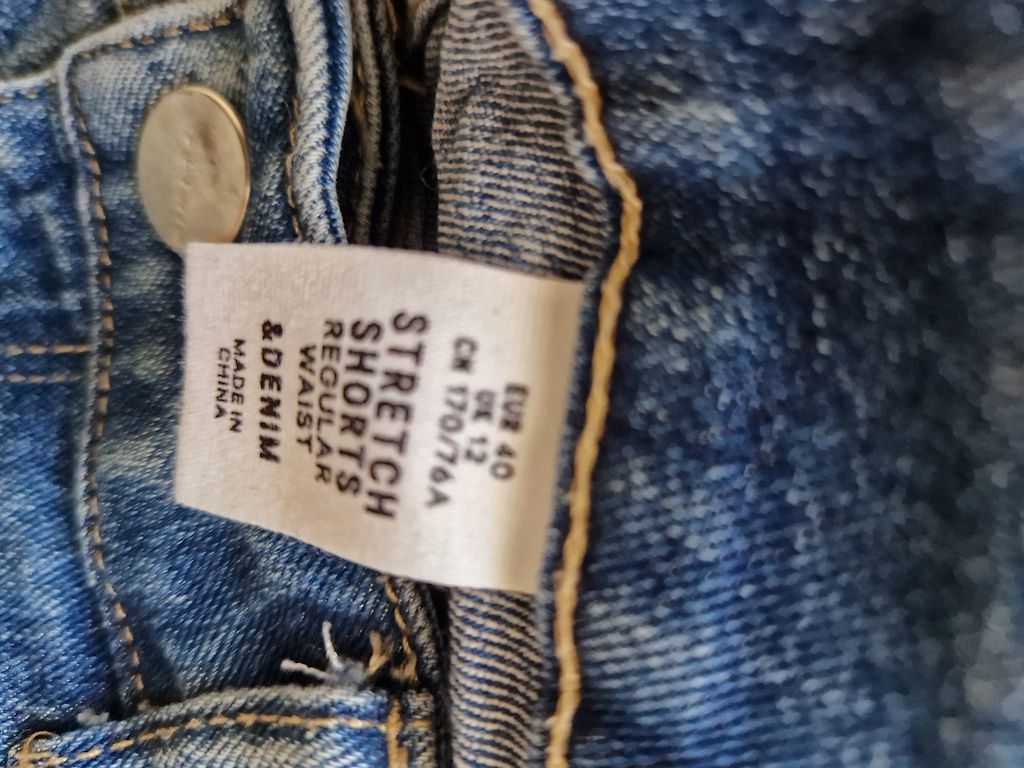 EUR 40
UK 12
CN 170/76A
STRETCH
SHORTS
REGULAR
WAIST
&DENIM
MADE IN
CHINA